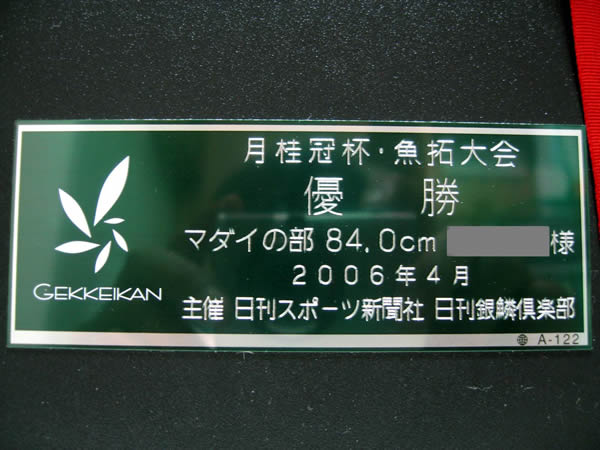 月桂冠杯・魚拓大会
優勝
マダイの部 84.0cm 様
2006年4月
GEKKEIKAN
主催 日刊スポーツ新聞社 日刊銀鱗倶楽部
A-122